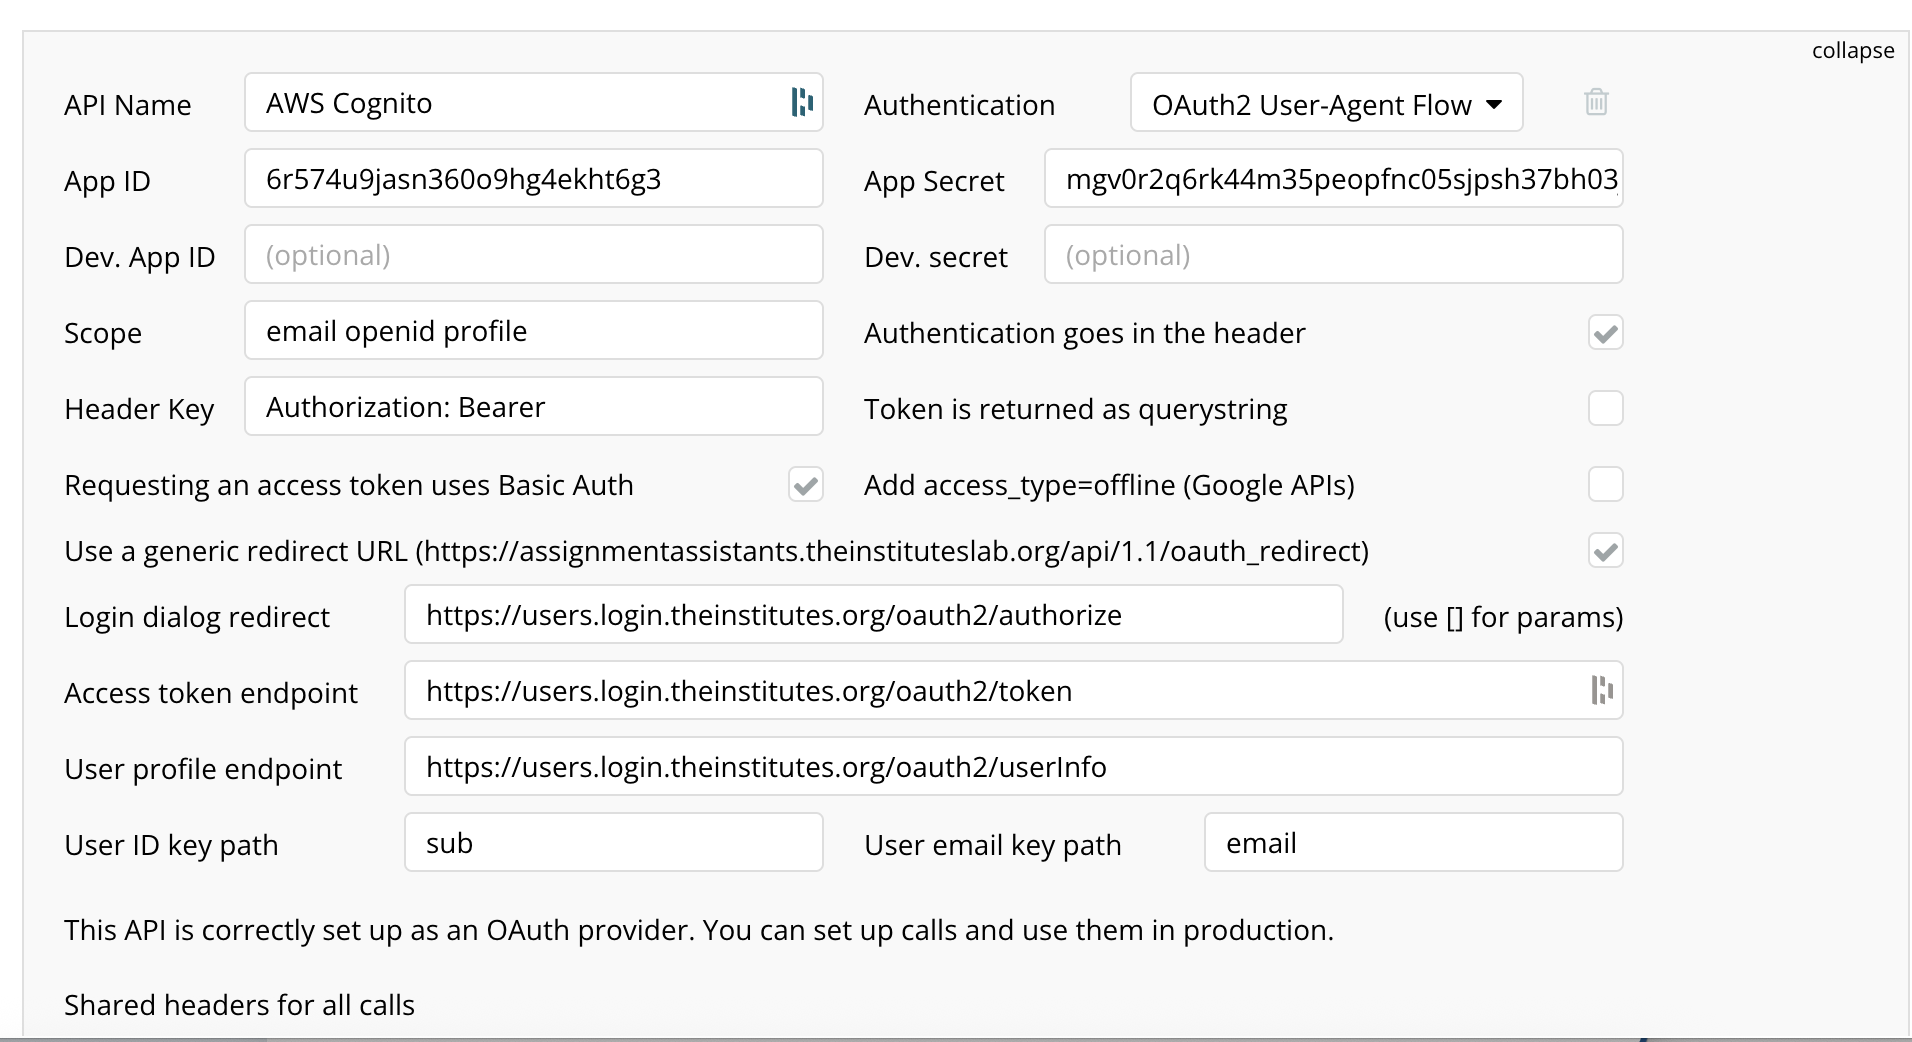 collapse
API Name AWS Cognito Authentication OAuth2 User-Agent Flow
App ID 6r574u9jasn360o9hg4ekht6g3 App Secret mgv0r2q6rk44m35peopfnc05sjpsh37bh03
Dev. App ID (optional) Dev. secret (optional)
Scope email openid profile Authentication goes in the header
Header Key Authorization: Bearer Token is returned as querystring
Requesting an access token uses Basic Auth Add access_type=offline (Google APIs)
Use a generic redirect URL (https://assignmentassistants.theinstituteslab.org/api/1.1/oauth_redirect)
Login dialog redirect https://users.login.theinstitutes.org/oauth2/authorize (use [] for params)
Access token endpoint https://users.login.theinstitutes.org/oauth2/token
User profile endpoint https://users.login.theinstitutes.org/oauth2/userInfo
User ID key path sub User email key path email
This API is correctly set up as an OAuth provider. You can set up calls and use them in production.
Shared headers for all calls